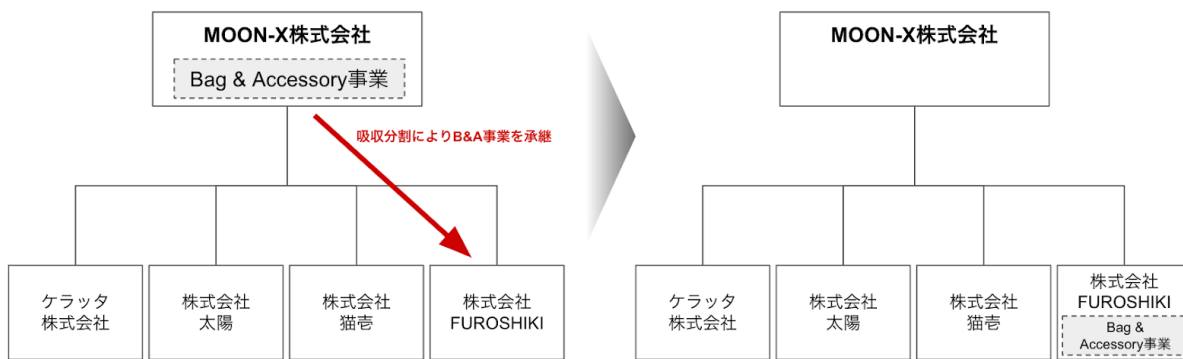 MOON-X株式会社
Bag & Accessory事業
吸収分割によりB&A事業を承継
ケラッタ
株式会社
株式会社
太陽
株式会社
猫壱
株式会社
FUROSHIKI
MOON-X株式会社
ケラッタ
株式会社
株式会社
太陽
株式会社
猫壱
株式会社
FUROSHIKI
Bag &
Accessory事業